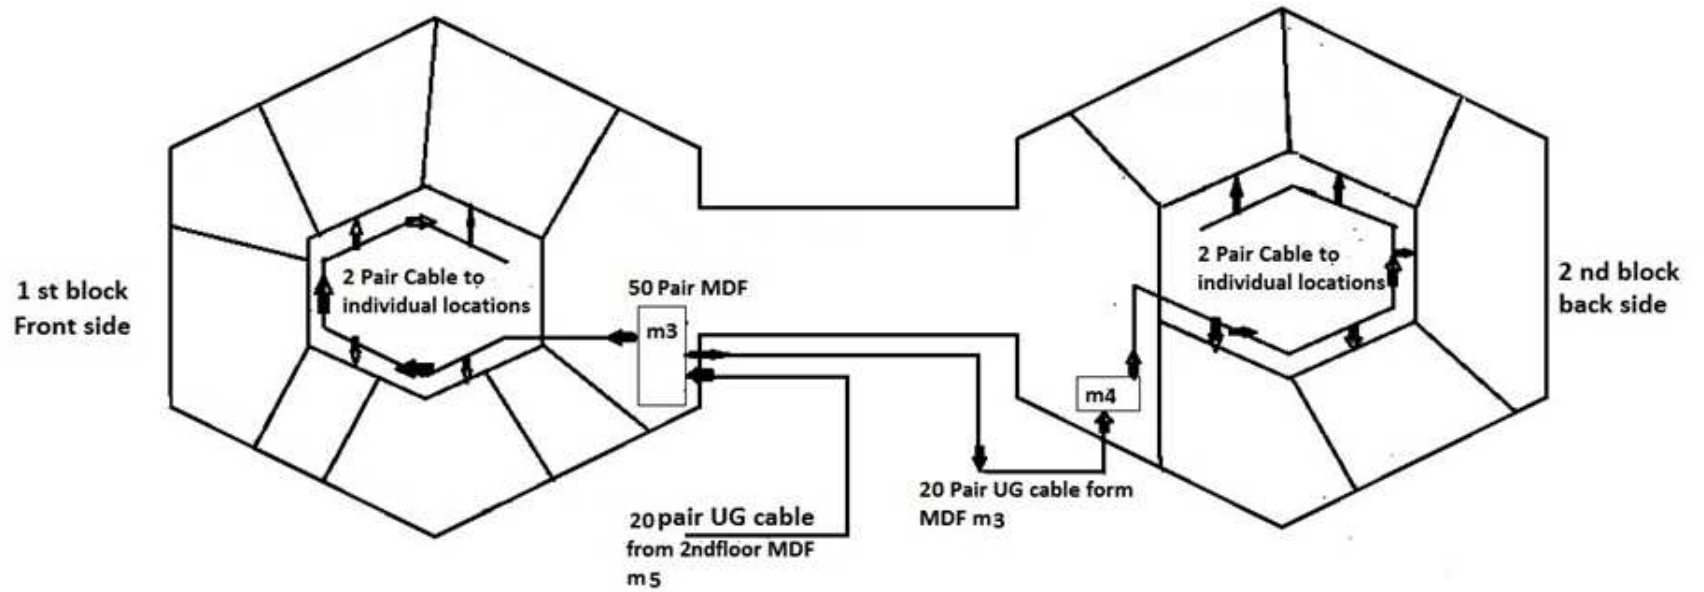 1 st block
Front side
2 Pair Cable to
individual locations
50 Pair MDF
m3
20 pair UG cable
from 2ndfloor MDF
m5
20 Pair UG cable form
MDF m3
m4
2 Pair Cable to
individual locations
2 nd block
back side